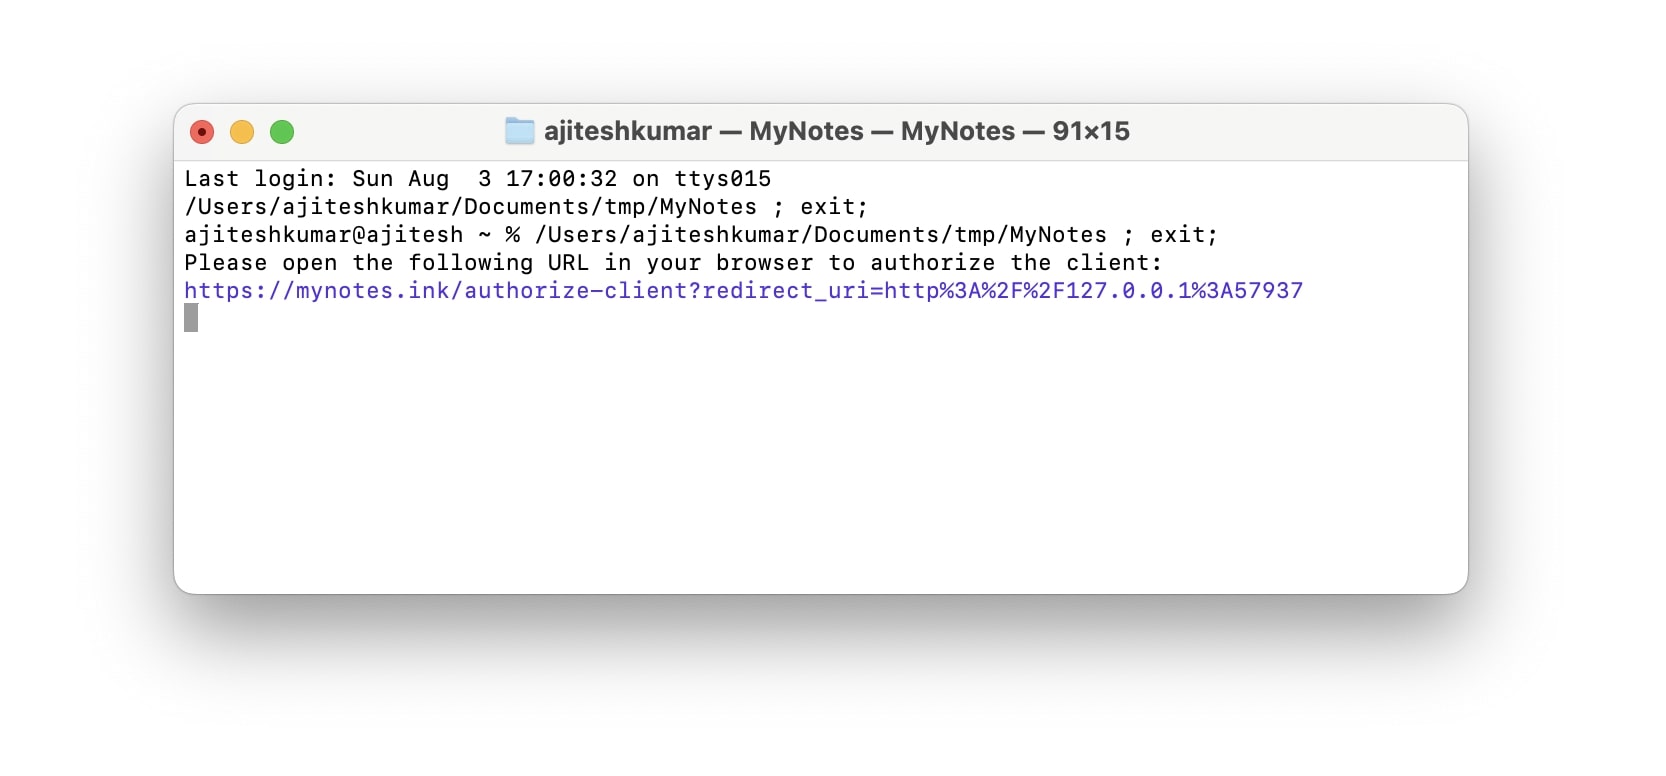 ajiteshkumar — MyNotes — MyNotes — 91×15
Last login: Sun Aug  3 17:00:32 on ttys015
/Users/ajiteshkumar/Documents/tmp/MyNotes ; exit;
ajiteshkumar@ajitesh ~ % /Users/ajiteshkumar/Documents/tmp/MyNotes ; exit;
Please open the following URL in your browser to authorize the client:
https://mynotes.ink/authorize-client?redirect_uri=http%3A%2F%2F127.0.0.1%3A57937